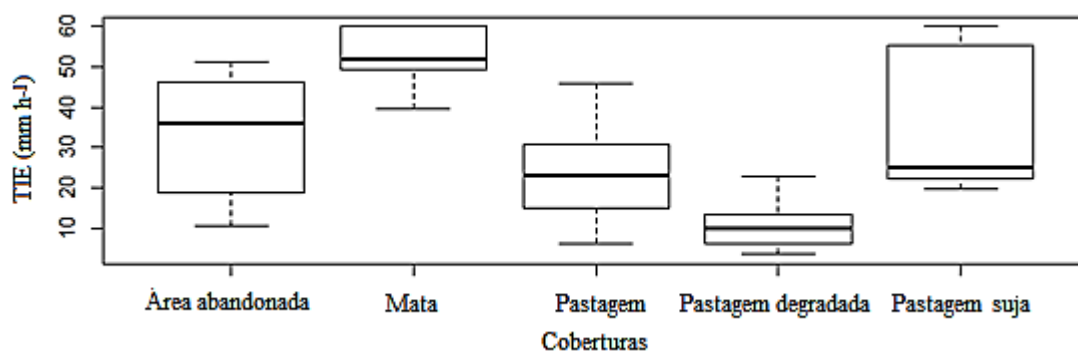 TIE (mm h-¹)
60
50
40
30
20
10
Área abandonada
Mata
Pastagem
Pastagem degradada
Pastagem suja
Coberturas